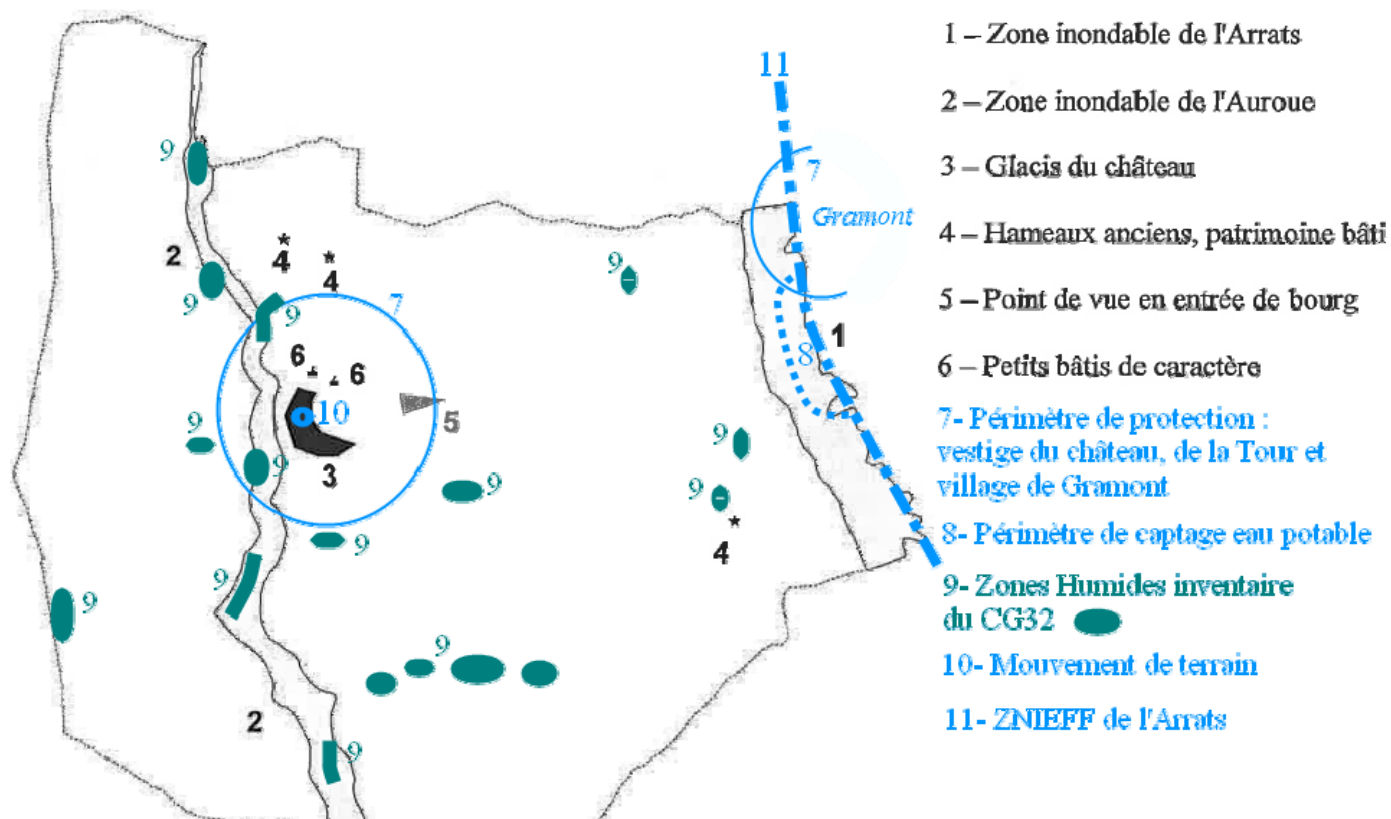 11
9
7
Gramont
2
4
4
9
9
9
7
1
8
6
6
10
5
9
9
3
9
9
9
4
9
9
9
9
2
9
1 – Zone inondable de l'Arrats
2 – Zone inondable de l'Auroue
3 – Glacis du château
4 – Hameaux anciens, patrimoine bâti
5 – Point de vue en entrée de bourg
6 – Petits bâtis de caractère
7- Périmètre de protection :
vestige du château, de la Tour et
village de Gramont
8- Périmètre de captage eau potable
9- Zones Humides inventaire
du CG32
10- Mouvement de terrain
11- ZNIEFF de l'Arrats